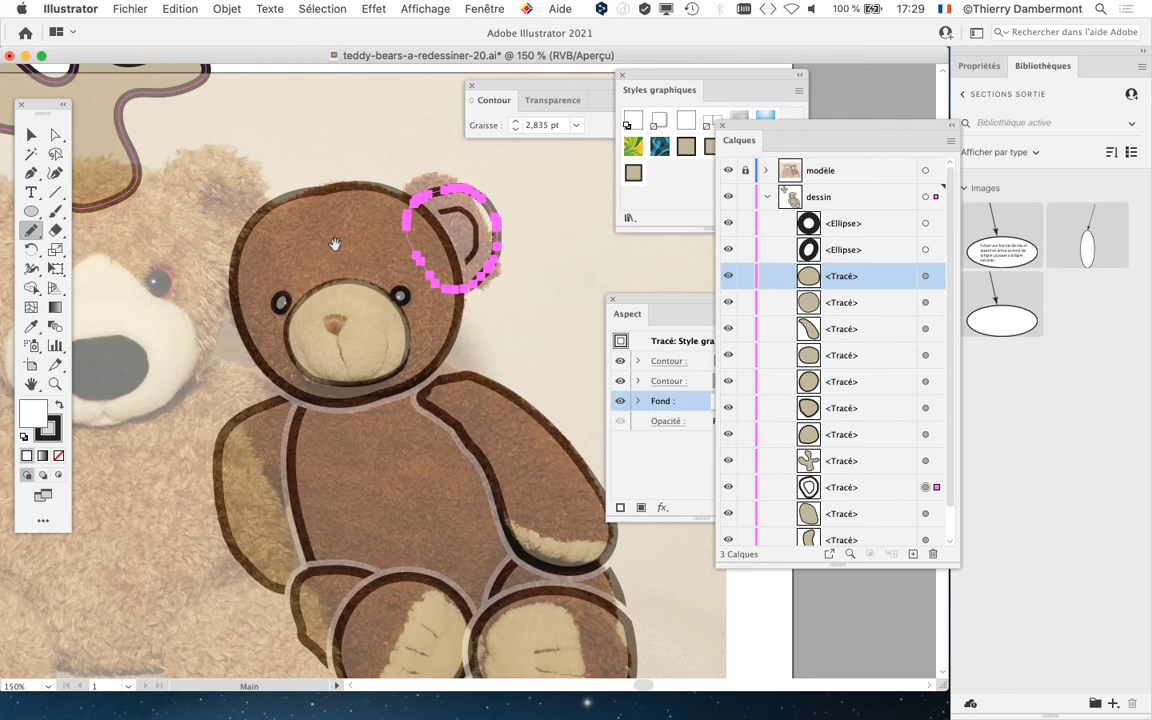 Illustrator Fichier Edition Objet Texte Sélection Effet Affichage Fenêtre Aide 100 % 17:29 ©Thierry Dambermont
Adobe Illustrator 2021
Rechercher dans l'aide Adobe
teddy-bears-a-redessiner-20.ai* @ 150 % (RVB/Aperçu)
Propriétés Bibliothèques
Styles graphiques
SECTIONS SORTIE
Contour Transparence
Graisse : 2,835 pt
Bibliothèque active
Calques
Afficher par type
modèle
Images
dessin
<Ellipse>
<Ellipse>
<Tracé>
<Tracé>
<Tracé>
<Tracé>
<Tracé>
<Tracé>
<Tracé>
<Tracé>
<Tracé>
<Tracé>
<Tracé>
3 Calques
Aspect
Tracé: Style gra
Contour :
Contour :
Fond :
Opacité :
fx.
150%
1
Main